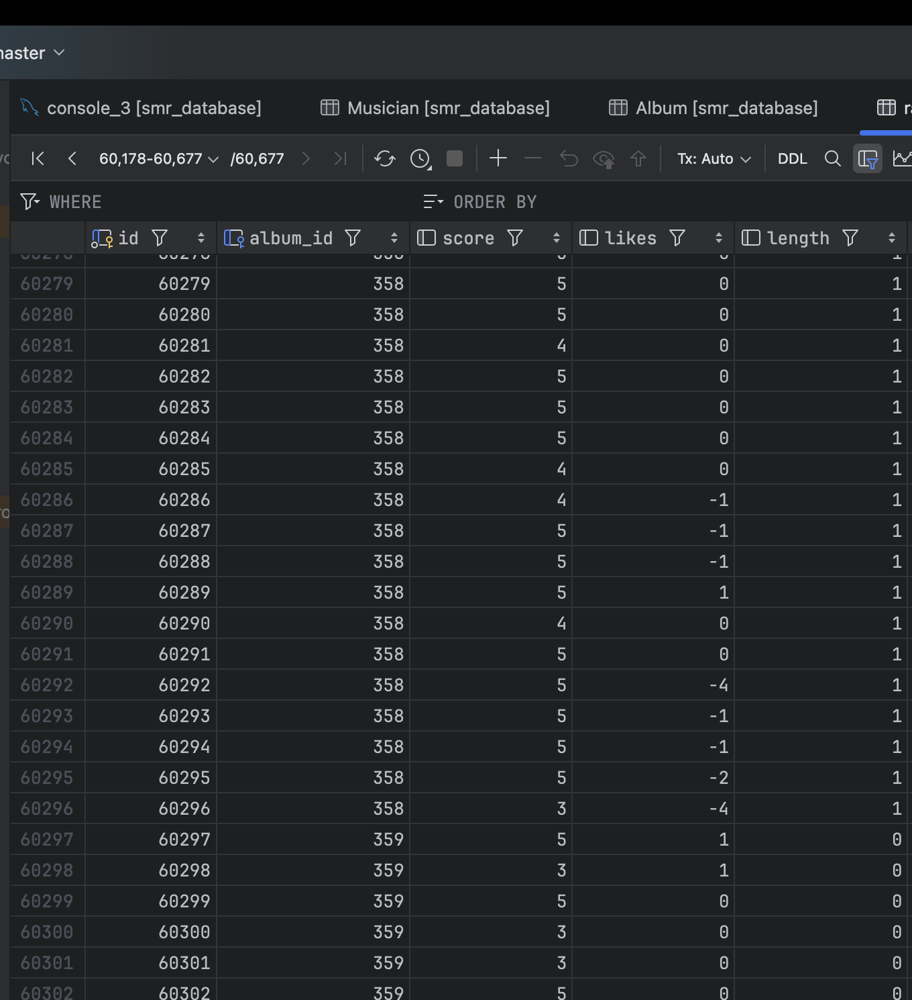 master
console_3 [smr_database] Musician [smr_database] Album [smr_database]
60,178-60,677 /60,677 Tx: Auto DDL
WHERE ORDER BY
id album_id score likes length
60279 60279 358 5 0 1
60280 60280 358 5 0 1
60281 60281 358 4 0 1
60282 60282 358 5 0 1
60283 60283 358 5 0 1
60284 60284 358 5 0 1
60285 60285 358 4 0 1
60286 60286 358 4 -1 1
60287 60287 358 5 -1 1
60288 60288 358 5 -1 1
60289 60289 358 5 1 1
60290 60290 358 4 0 1
60291 60291 358 5 0 1
60292 60292 358 5 -4 1
60293 60293 358 5 -1 1
60294 60294 358 5 -1 1
60295 60295 358 5 -2 1
60296 60296 358 3 -4 1
60297 60297 359 5 1 0
60298 60298 359 3 1 0
60299 60299 359 5 0 0
60300 60300 359 3 0 0
60301 60301 359 3 0 0
60302 60302 359 5 0 0